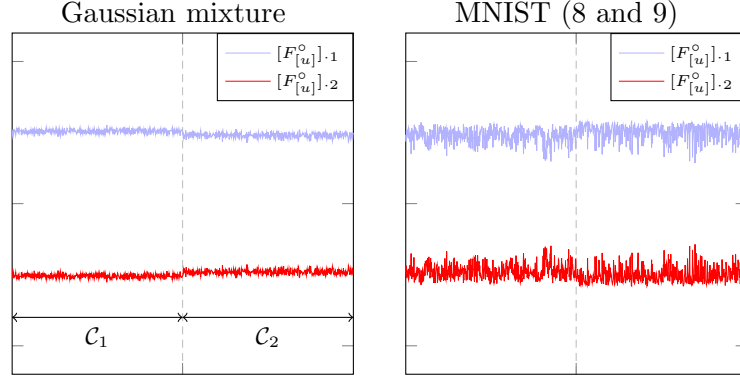 Gaussian mixture
[F°[u]]·1
[F°[u]]·2
C1
C2
MNIST (8 and 9)
[F°[u]]·1
[F°[u]]·2